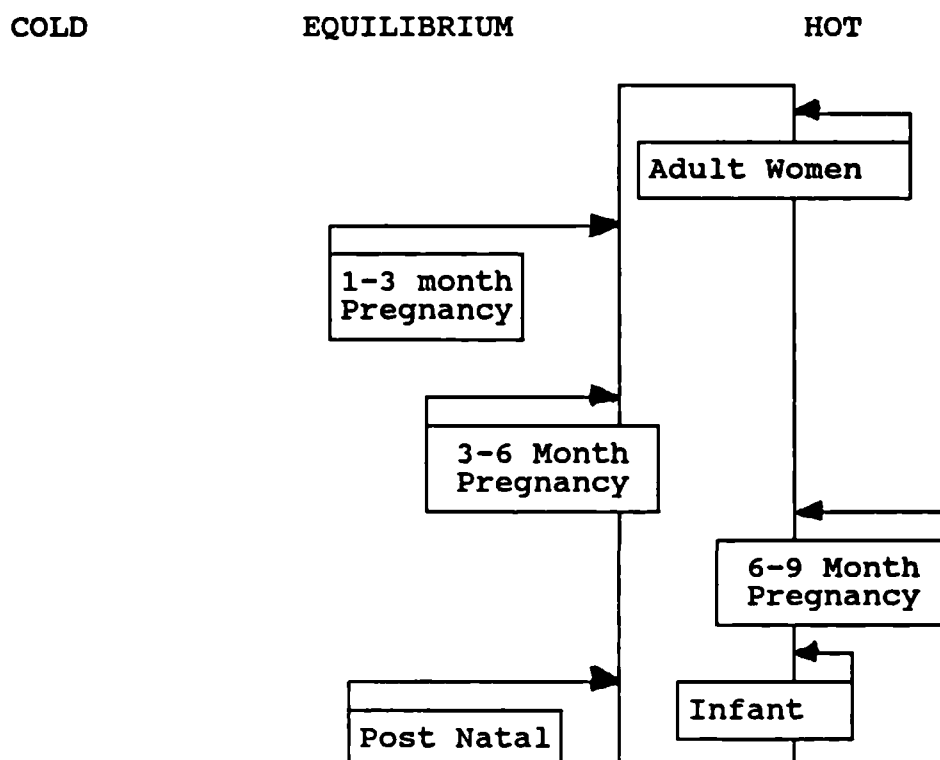 COLD EQUILIBRIUM HOT
Adult Women
1-3 month
Pregnancy
3-6 Month
Pregnancy
6-9 Month
Pregnancy
Infant
Post Natal